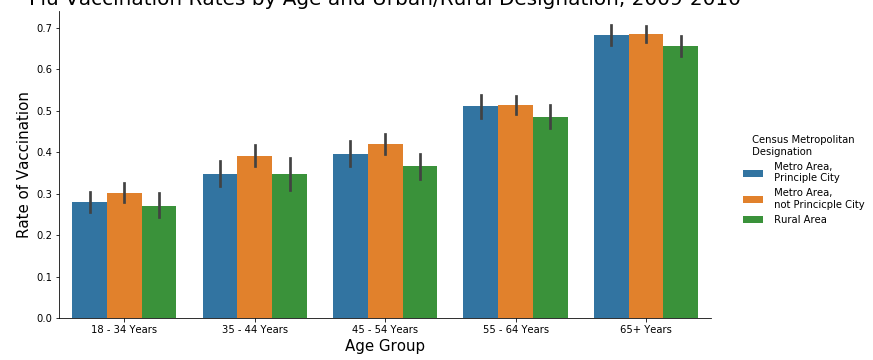 Flu Vaccination Rates by Age and Urban/Rural Designation, 2009-2010
0.7
0.6
0.5
0.4
0.3
0.2
0.1
0.0
Rate of Vaccination
18 - 34 Years
35 - 44 Years
45 - 54 Years
55 - 64 Years
65+ Years
Age Group
Census Metropolitan
Designation
Metro Area,
Principle City
Metro Area,
not Princicple City
Rural Area